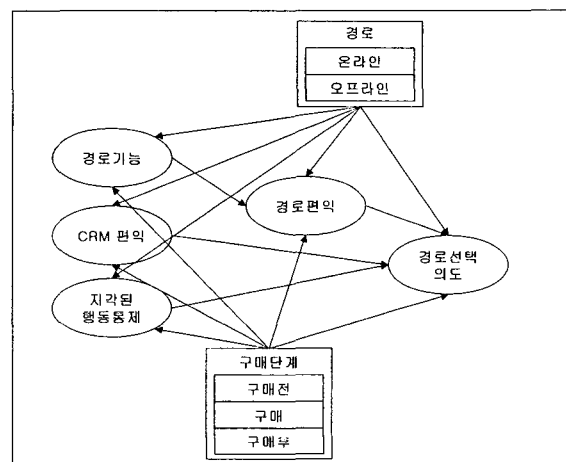 경로
온라인
오프라인
경로기능
경로편익
CRM 편익
경로선택
의도
지각된
행동통제
구매단계
구매전
구매
구매후